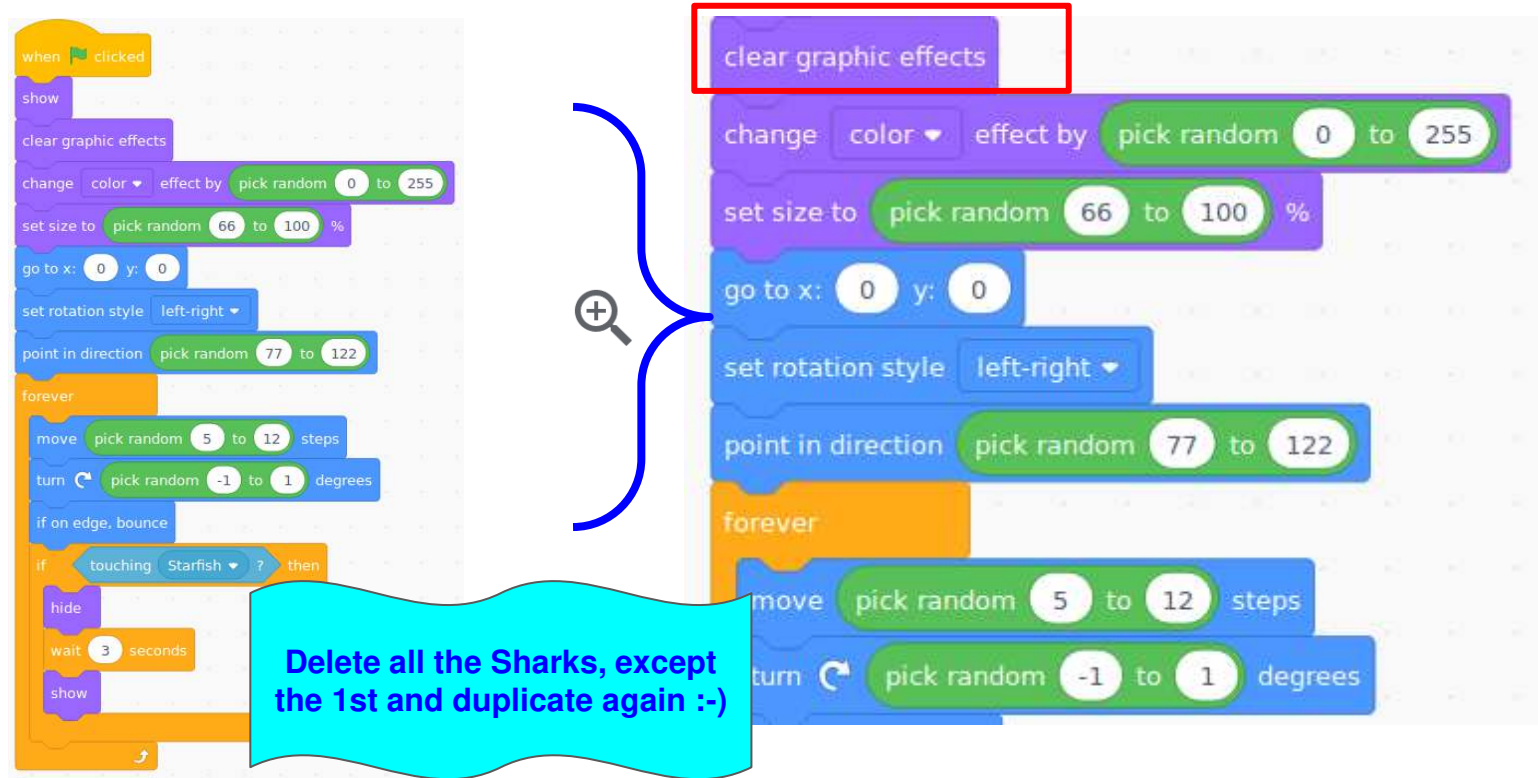 when clicked
show
clear graphic effects
change color effect by pick random 0 to 255
set size to pick random 66 to 100 %
go to x: 0 y: 0
set rotation style left-right
point in direction pick random 77 to 122
forever
move pick random 5 to 12 steps
turn pick random -1 to 1 degrees
if on edge, bounce
if touching Starfish ? then
hide
wait 3 seconds
show
Delete all the Sharks, except
the 1st and duplicate again :-)
clear graphic effects
change color effect by pick random 0 to 255
set size to pick random 66 to 100 %
go to x: 0 y: 0
set rotation style left-right
point in direction pick random 77 to 122
forever
move pick random 5 to 12 steps
turn pick random -1 to 1 degrees